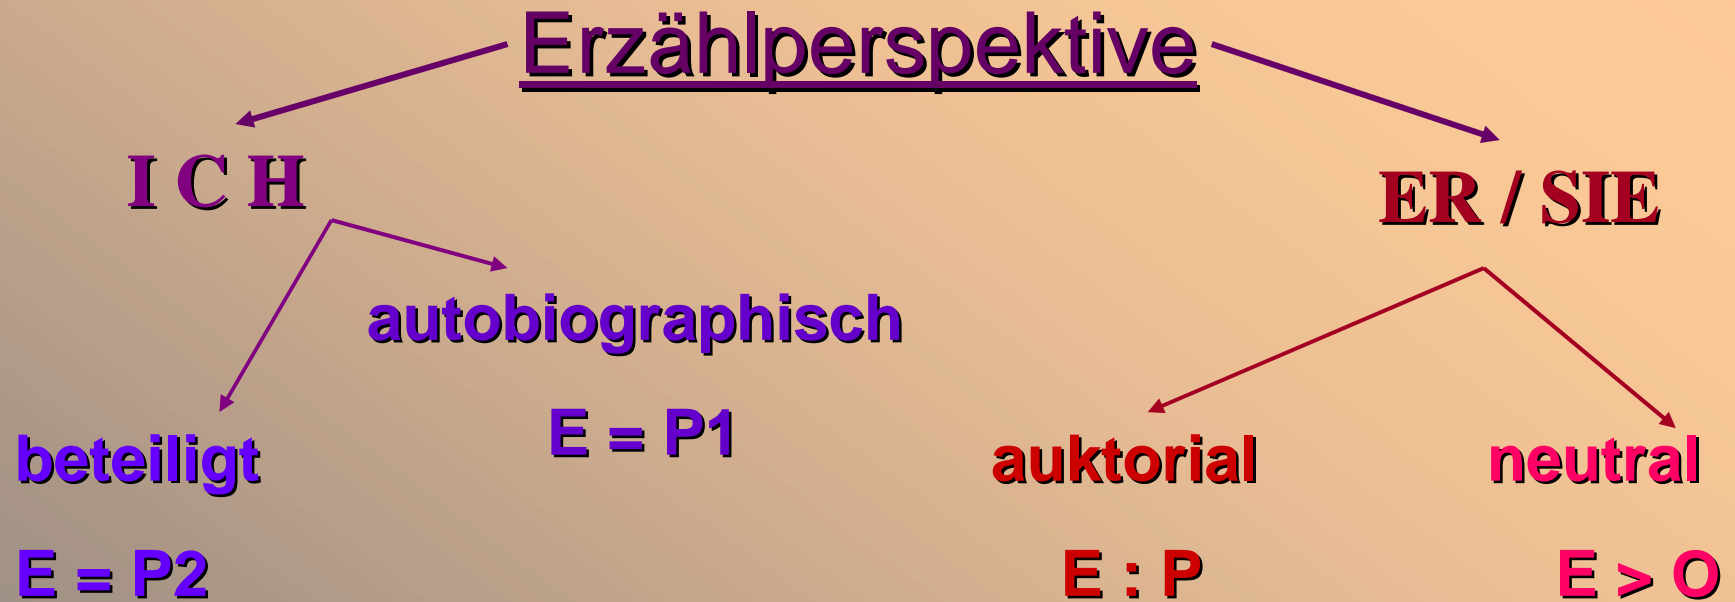 Erzählperspektive
I C H
ER / SIE
autobiographisch
E = P1
beteiligt
E = P2
auktorial
E : P
neutral
E > O